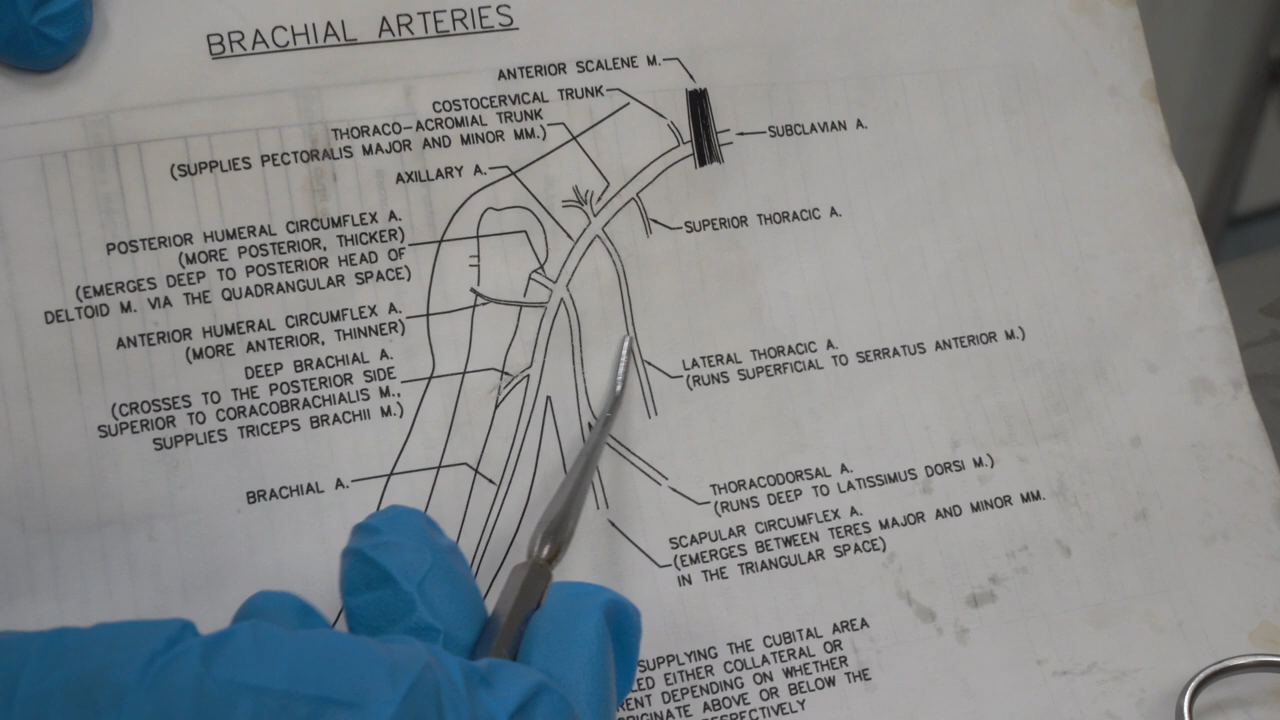 BRACHIAL ARTERIES
ANTERIOR SCALENE M.
COSTOCERVICAL TRUNK
THORACO-ACROMIAL TRUNK
(SUPPLIES PECTORALIS MAJOR AND MINOR MM.)
SUBCLAVIAN A.
AXILLARY A.
SUPERIOR THORACIC A.
POSTERIOR HUMERAL CIRCUMFLEX A.
(MORE POSTERIOR, THICKER)
(EMERGES DEEP TO POSTERIOR HEAD OF
DELTOID M. VIA THE QUADRANGULAR SPACE)
ANTERIOR HUMERAL CIRCUMFLEX A.
(MORE ANTERIOR, THINNER)
DEEP BRACHIAL A.
(CROSSES TO THE POSTERIOR SIDE
SUPERIOR TO CORACOBRACHIALIS M.,
SUPPLIES TRICEPS BRACHII M.)
LATERAL THORACIC A.
(RUNS SUPERFICIAL TO SERRATUS ANTERIOR M.)
BRACHIAL A.
THORACODORSAL A.
(RUNS DEEP TO LATISSIMUS DORSI M.)
SCAPULAR CIRCUMFLEX A.
(EMERGES BETWEEN TERES MAJOR AND MINOR MM.
IN THE TRIANGULAR SPACE)
SUPPLYING THE CUBITAL AREA
EITHER COLLATERAL OR
DEPENDING ON WHETHER
ABOVE OR BELOW THE